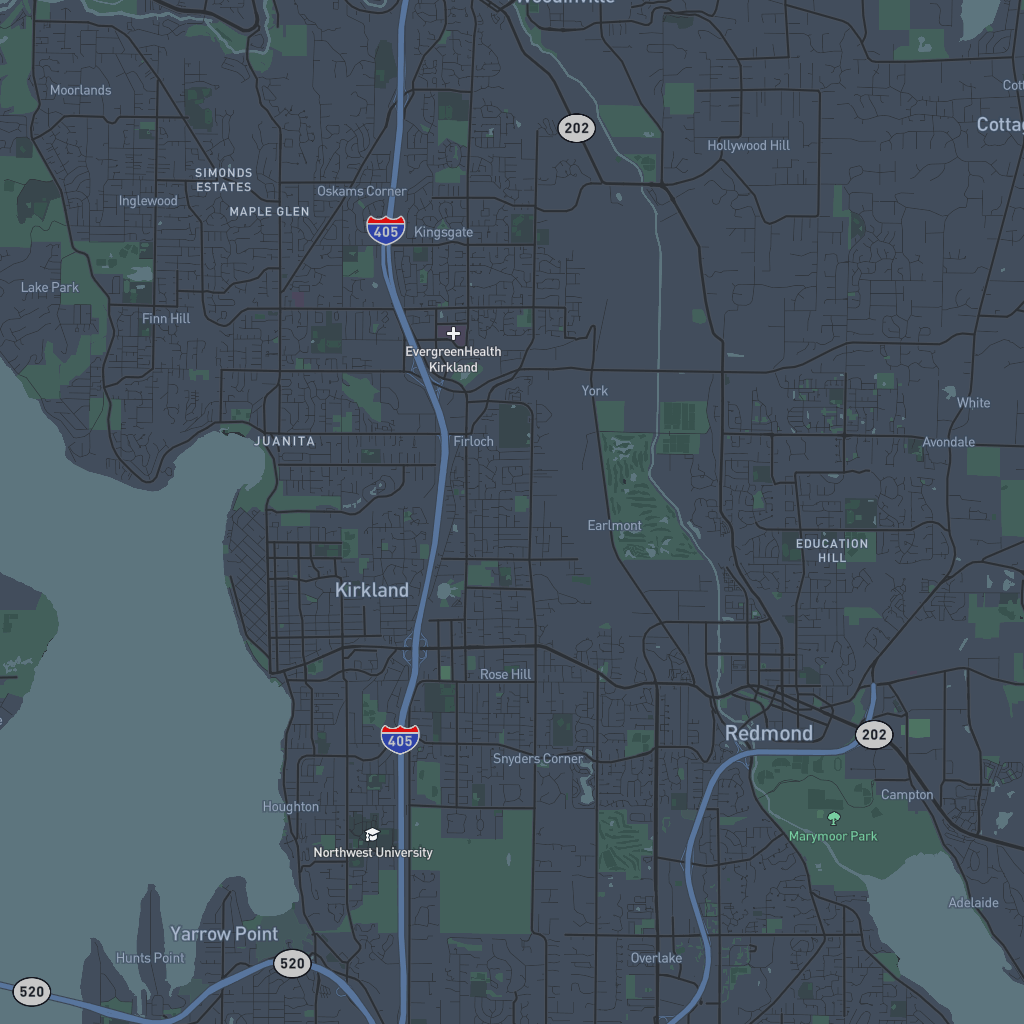 Woodinville
Moorlands
Cott
202
Cotta
Hollywood Hill
SIMONDS
ESTATES
Oskams Corner
Inglewood
MAPLE GLEN
405
Kingsgate
Lake Park
Finn Hill
EvergreenHealth
Kirkland
York
White
JUANITA
Firloch
Avondale
Earlmont
EDUCATION
HILL
Kirkland
Rose Hill
405
Redmond
202
Snyders Corner
Campton
Houghton
Marymoor Park
Northwest University
Adelaide
Yarrow Point
Hunts Point
520
Overlake
520